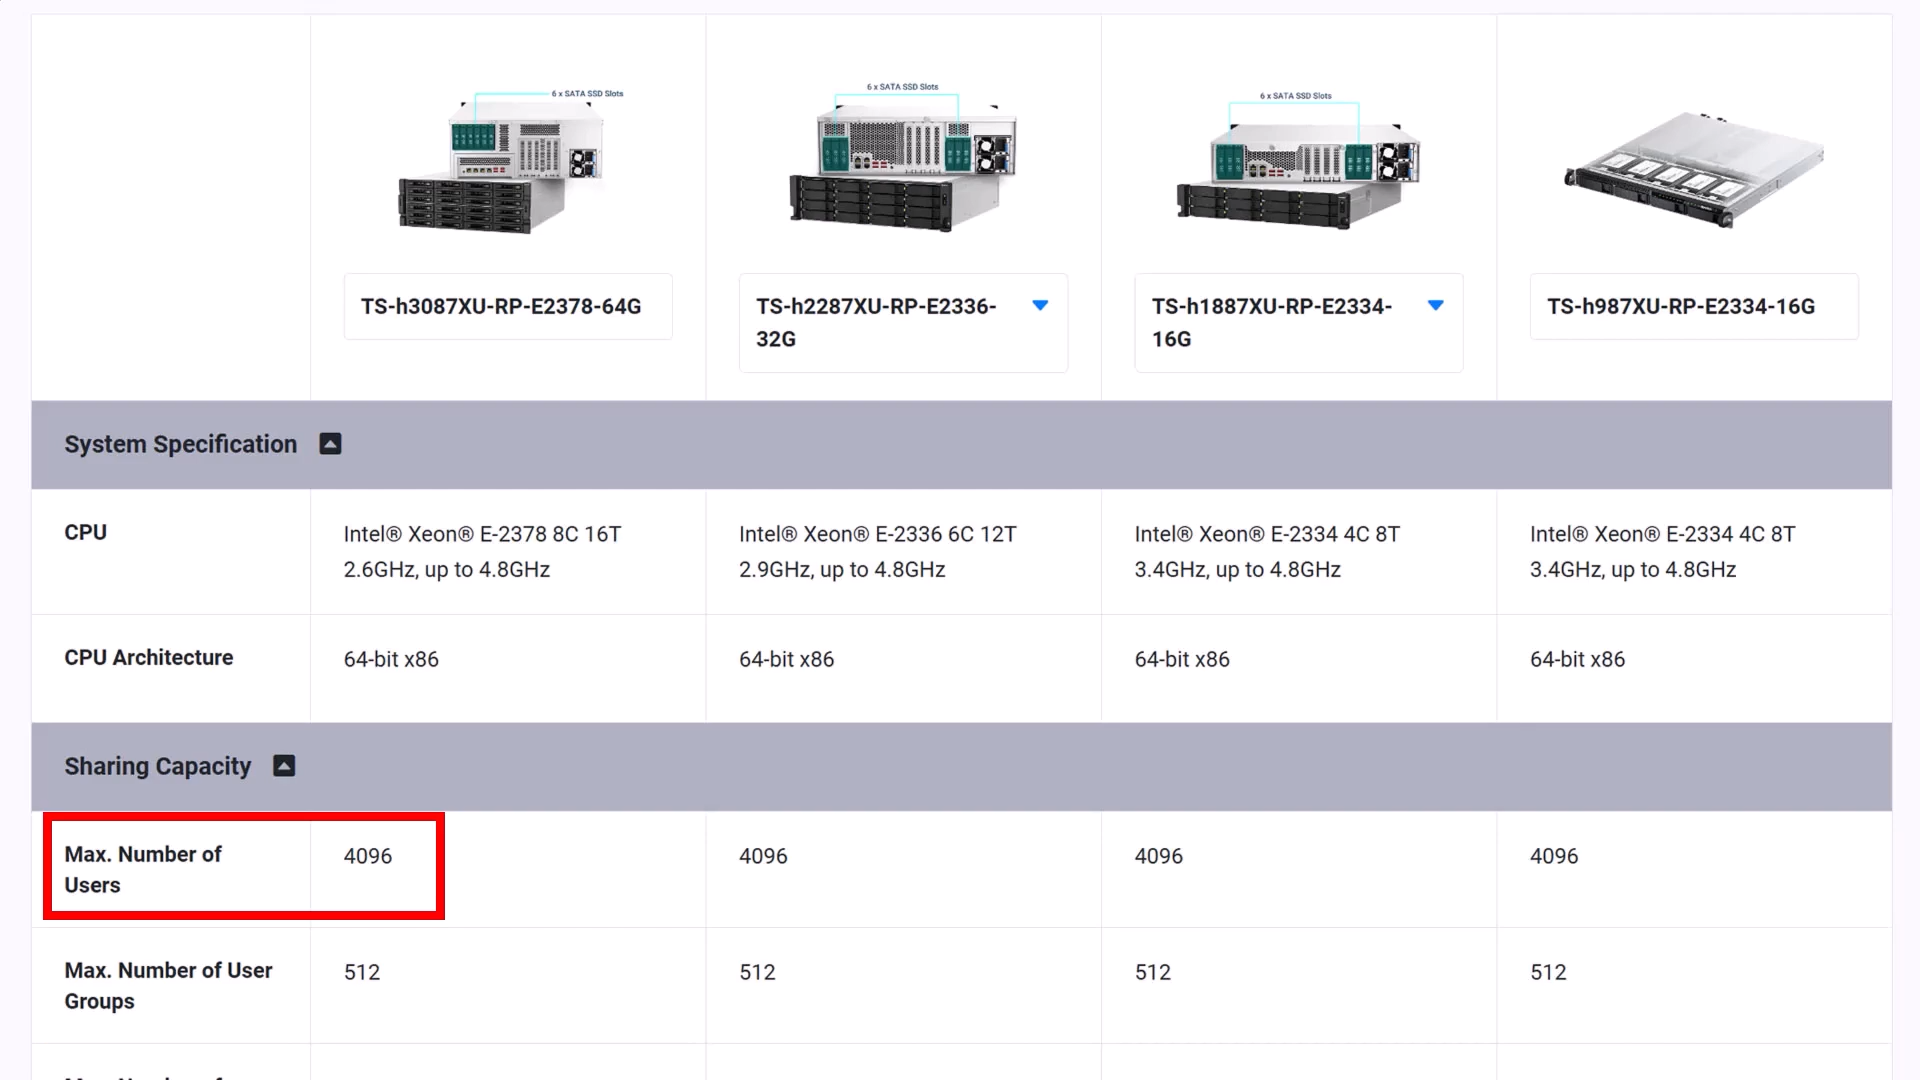 6 x SATA SSD Slots
6 x SATA SSD Slots
6 x SATA SSD Slots
TS-h3087XU-RP-E2378-64G
TS-h2287XU-RP-E2336-
32G
TS-h1887XU-RP-E2334-
16G
TS-h987XU-RP-E2334-16G
System Specification
CPU
Intel® Xeon® E-2378 8C 16T
2.6GHz, up to 4.8GHz
Intel® Xeon® E-2336 6C 12T
2.9GHz, up to 4.8GHz
Intel® Xeon® E-2334 4C 8T
3.4GHz, up to 4.8GHz
Intel® Xeon® E-2334 4C 8T
3.4GHz, up to 4.8GHz
CPU Architecture
64-bit x86
64-bit x86
64-bit x86
64-bit x86
Sharing Capacity
Max. Number of
Users
4096
4096
4096
4096
Max. Number of User
Groups
512
512
512
512